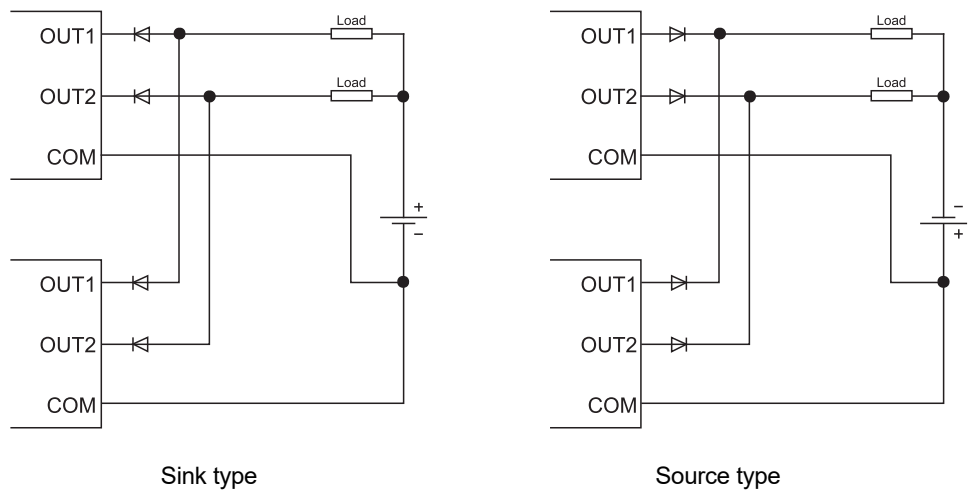 OUT1
Load
OUT2
Load
COM
+
−
OUT1
OUT2
COM
Sink type
OUT1
Load
OUT2
Load
COM
−
+
OUT1
OUT2
COM
Source type